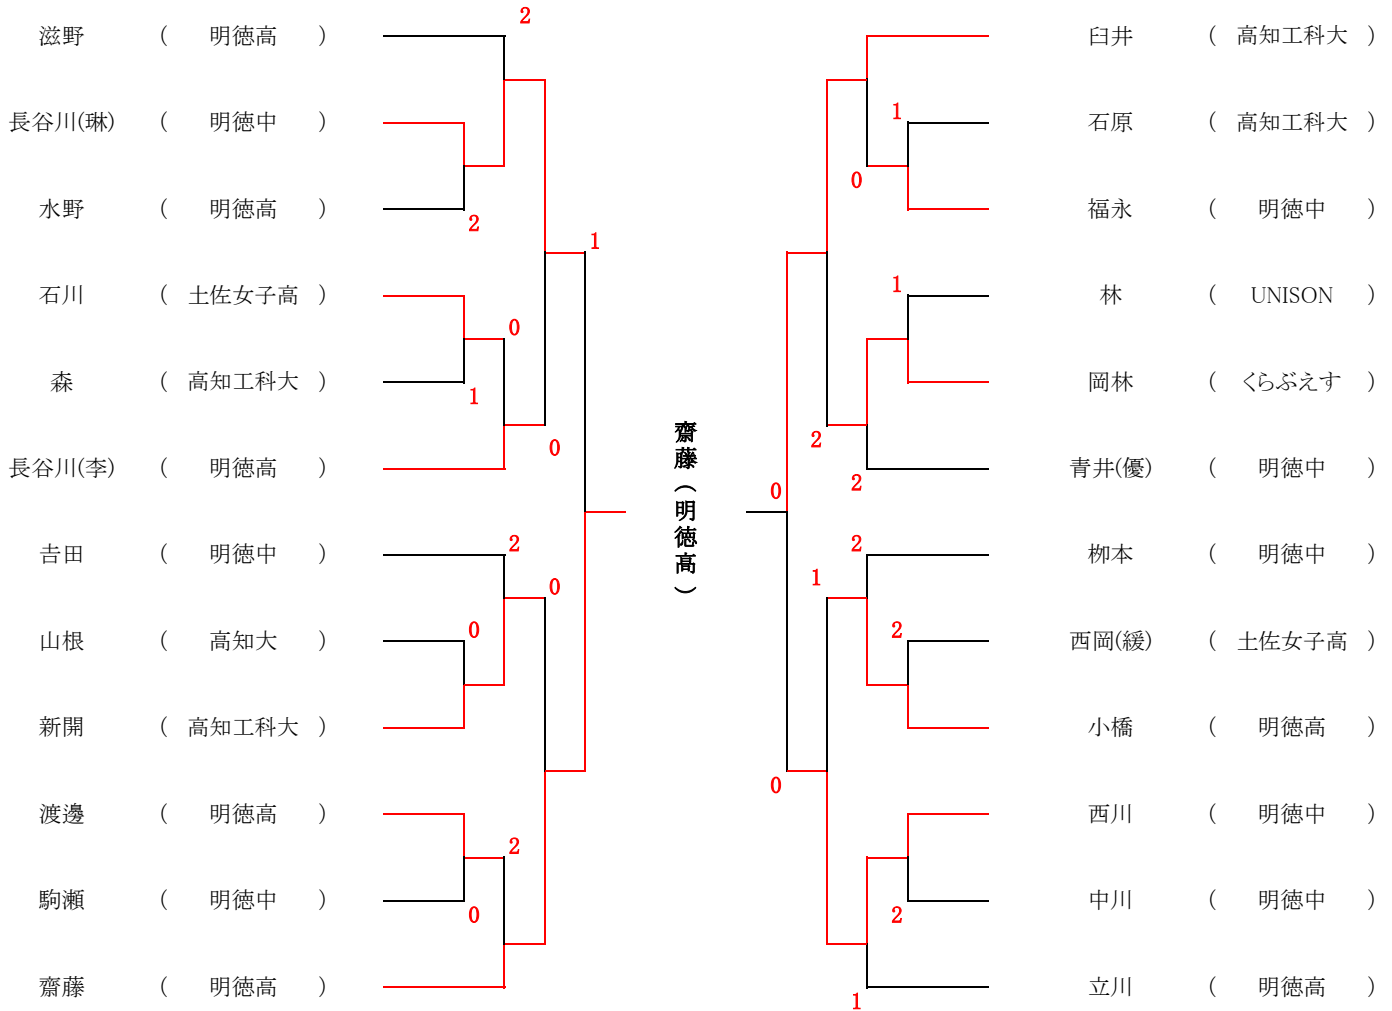 2
滋野 ( 明徳高 )
臼井 ( 高知工科大 )
長谷川(琳) ( 明徳中 )
1
石原 ( 高知工科大 )
0
水野 ( 明徳高 )
2
福永 ( 明徳中 )
1
石川 ( 土佐女子高 )
1
林 ( UNISON )
0
森 ( 高知工科大 )
1
岡林 ( くらぶえす )
0
2
長谷川(李) ( 明徳高 )
2
青井(優) ( 明徳中 )
齋藤(明徳高)
0
吉田 ( 明徳中 )
2
2
栁本 ( 明徳中 )
0
1
山根 ( 高知大 )
0
2
西岡(緩) ( 土佐女子高 )
新開 ( 高知工科大 )
小橋 ( 明徳高 )
0
渡邊 ( 明徳高 )
西川 ( 明徳中 )
2
駒瀬 ( 明徳中 )
0
2
中川 ( 明徳中 )
齋藤 ( 明徳高 )
1
立川 ( 明徳高 )